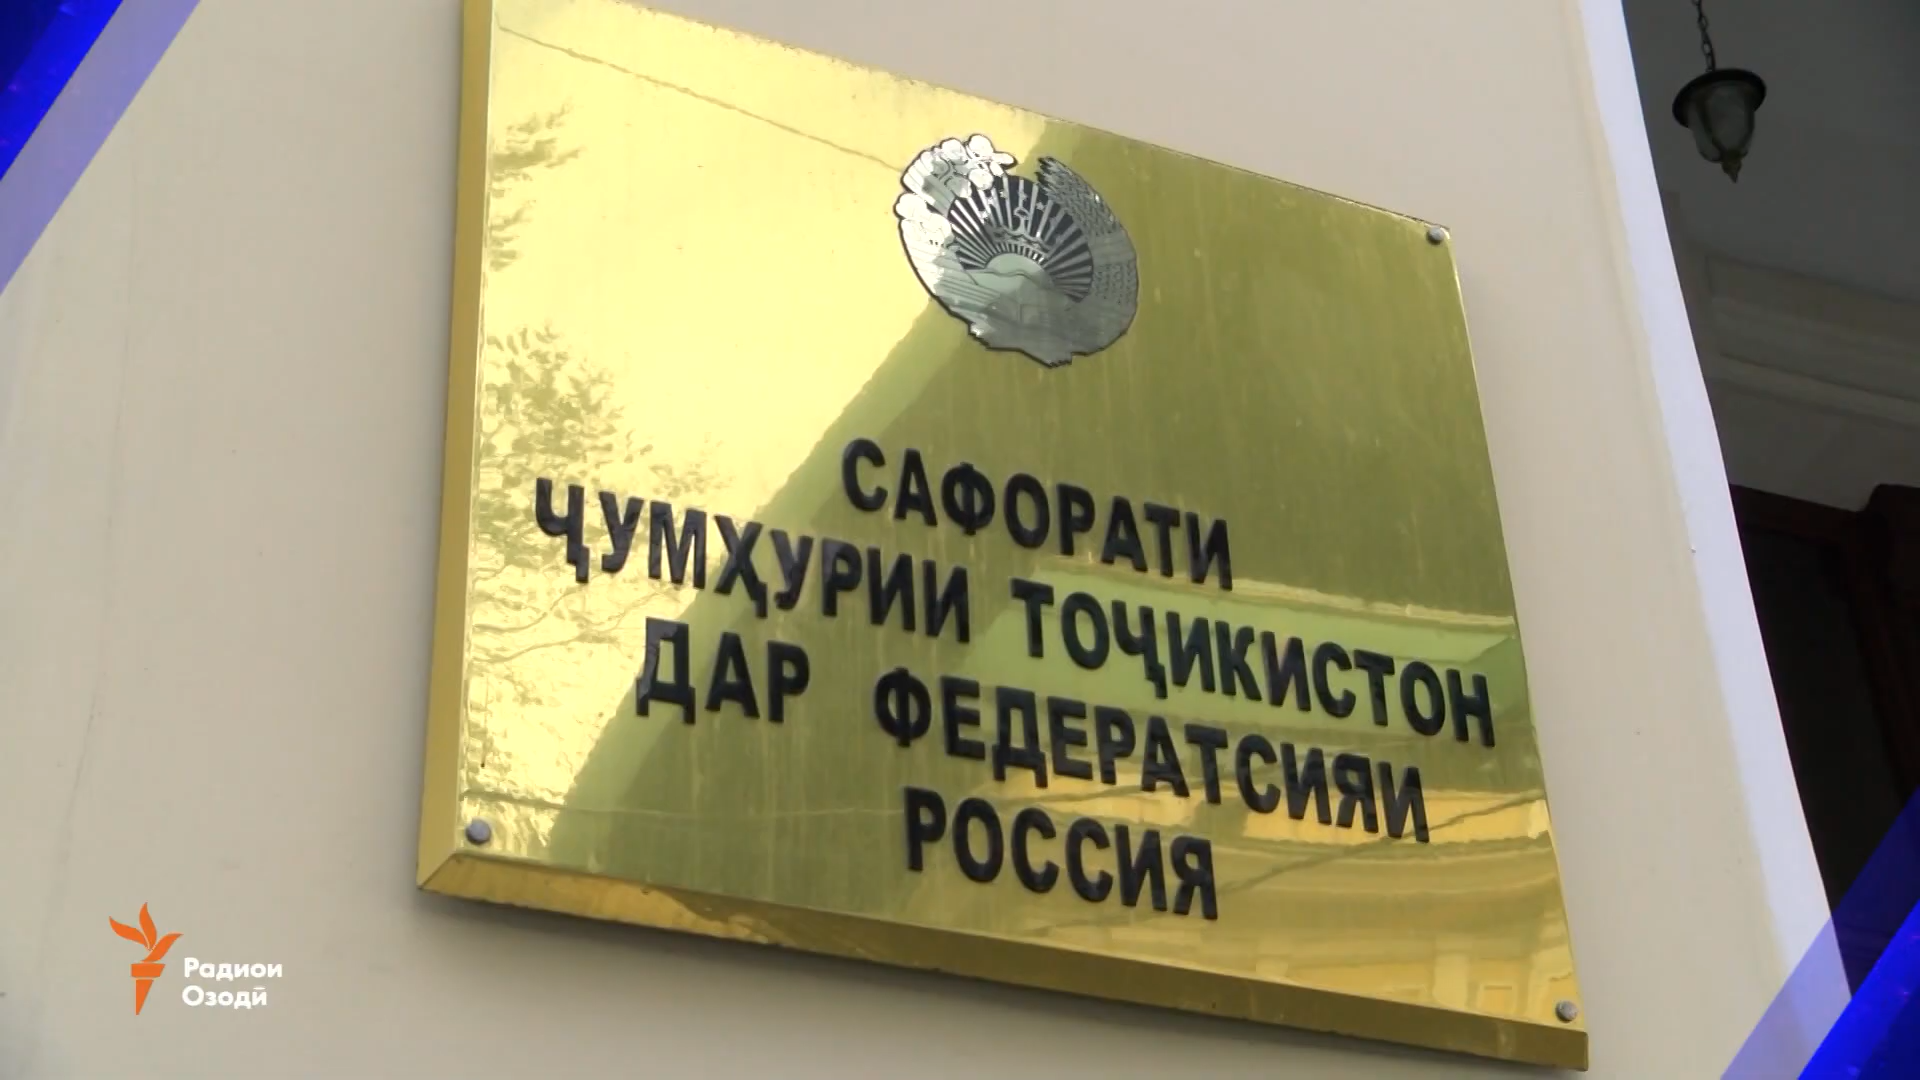 САФОРАТИ
ҶУМҲУРИИ ТОҶИКИСТОН
ДАР ФЕДЕРАТСИЯИ
РОССИЯ
Радиои
Озодӣ